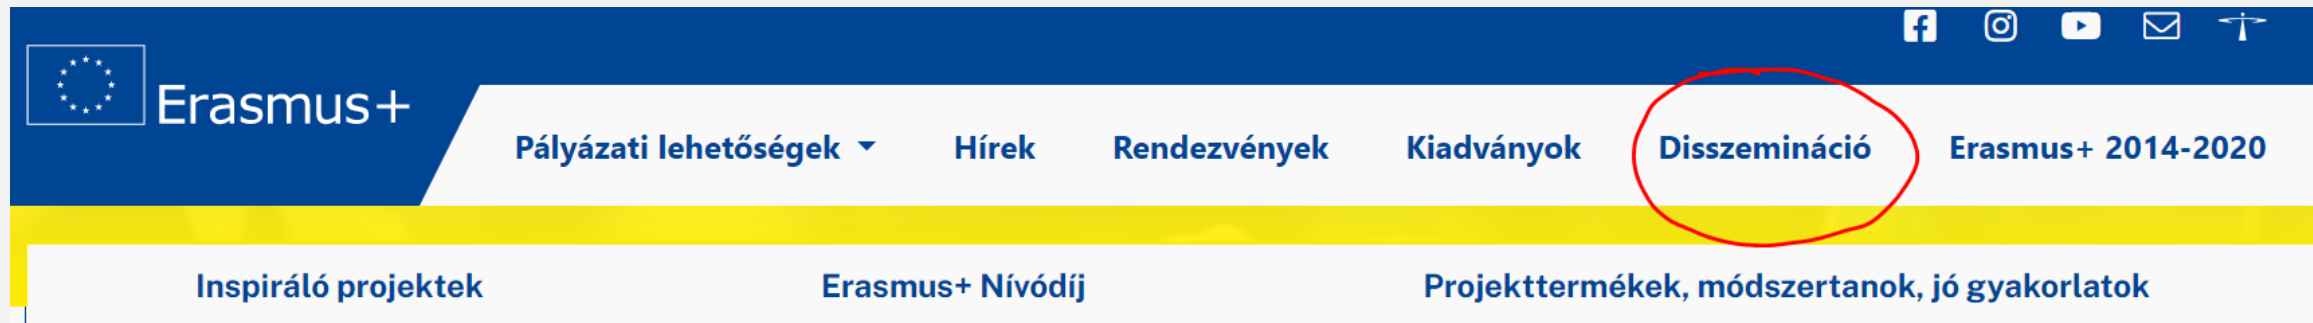 Erasmus+
Pályázati lehetőségek Hírek Rendezvények Kiadványok Disszemináció Erasmus+ 2014-2020
Inspiráló projektek Erasmus+ Nívódíj Projekttermékek, módszertanok, jó gyakorlatok